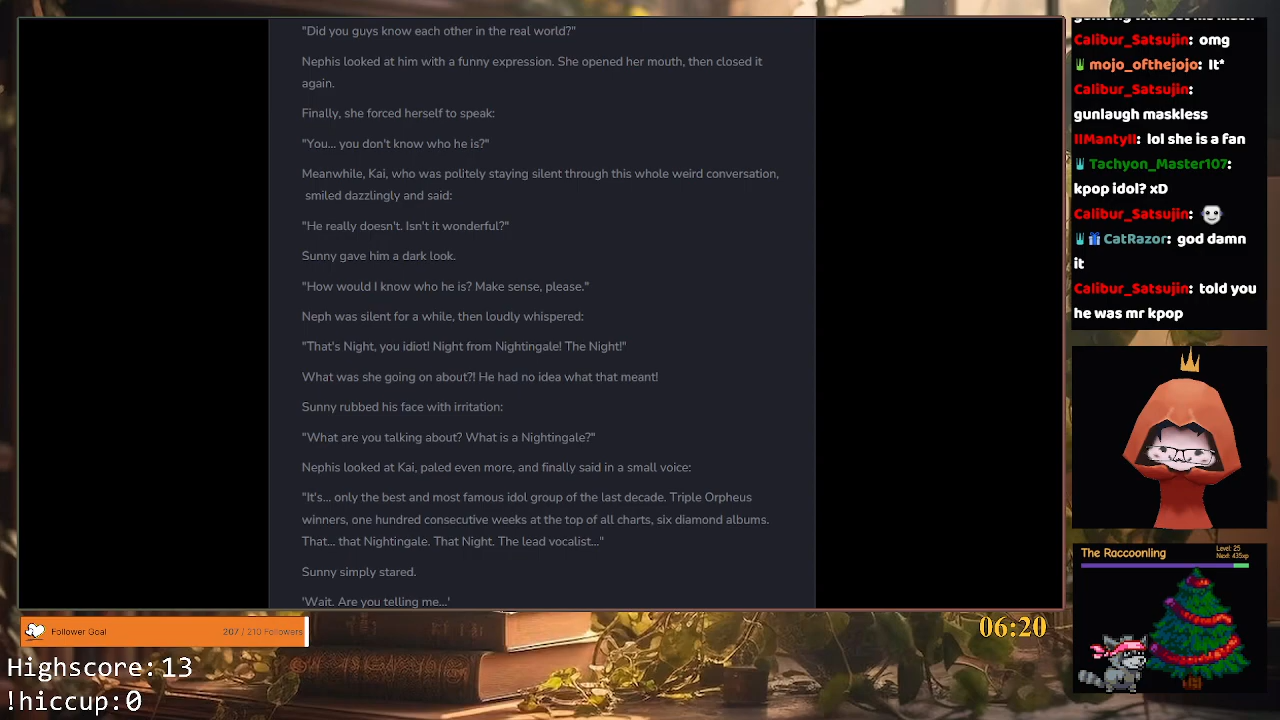 "Did you guys know each other in the real world?"
Nephis looked at him with a funny expression. She opened her mouth, then closed it
again.
Finally, she forced herself to speak:
"You... you don't know who he is?"
Meanwhile, Kai, who was politely staying silent through this whole weird conversation,
smiled dazzlingly and said:
"He really doesn't. Isn't it wonderful?"
Sunny gave him a dark look.
"How would I know who he is? Make sense, please."
Neph was silent for a while, then loudly whispered:
"That's Night, you idiot! Night from Nightingale! The Night!"
What was she going on about?! He had no idea what that meant!
Sunny rubbed his face with irritation:
"What are you talking about? What is a Nightingale?"
Nephis looked at Kai, paled even more, and finally said in a small voice:
"It's... only the best and most famous idol group of the last decade. Triple Orpheus
winners, one hundred consecutive weeks at the top of all charts, six diamond albums.
That... that Nightingale. That Night. The lead vocalist..."
Sunny simply stared.
'Wait. Are you telling me...'
Calibur_Satsujin: omg
mojo_ofthejojo: It*
Calibur_Satsujin:
gunlaugh maskless
IIMantyII: lol she is a fan
Tachyon_Master107:
kpop idol? xD
Calibur_Satsujin:
CatRazor: god damn
it
Calibur_Satsujin: told you
he was mr kpop
The Raccoonling
Level: 25
Next: 435xp
Follower Goal
207 / 210 Followers
06:20
Highscore:13
!hiccup:0